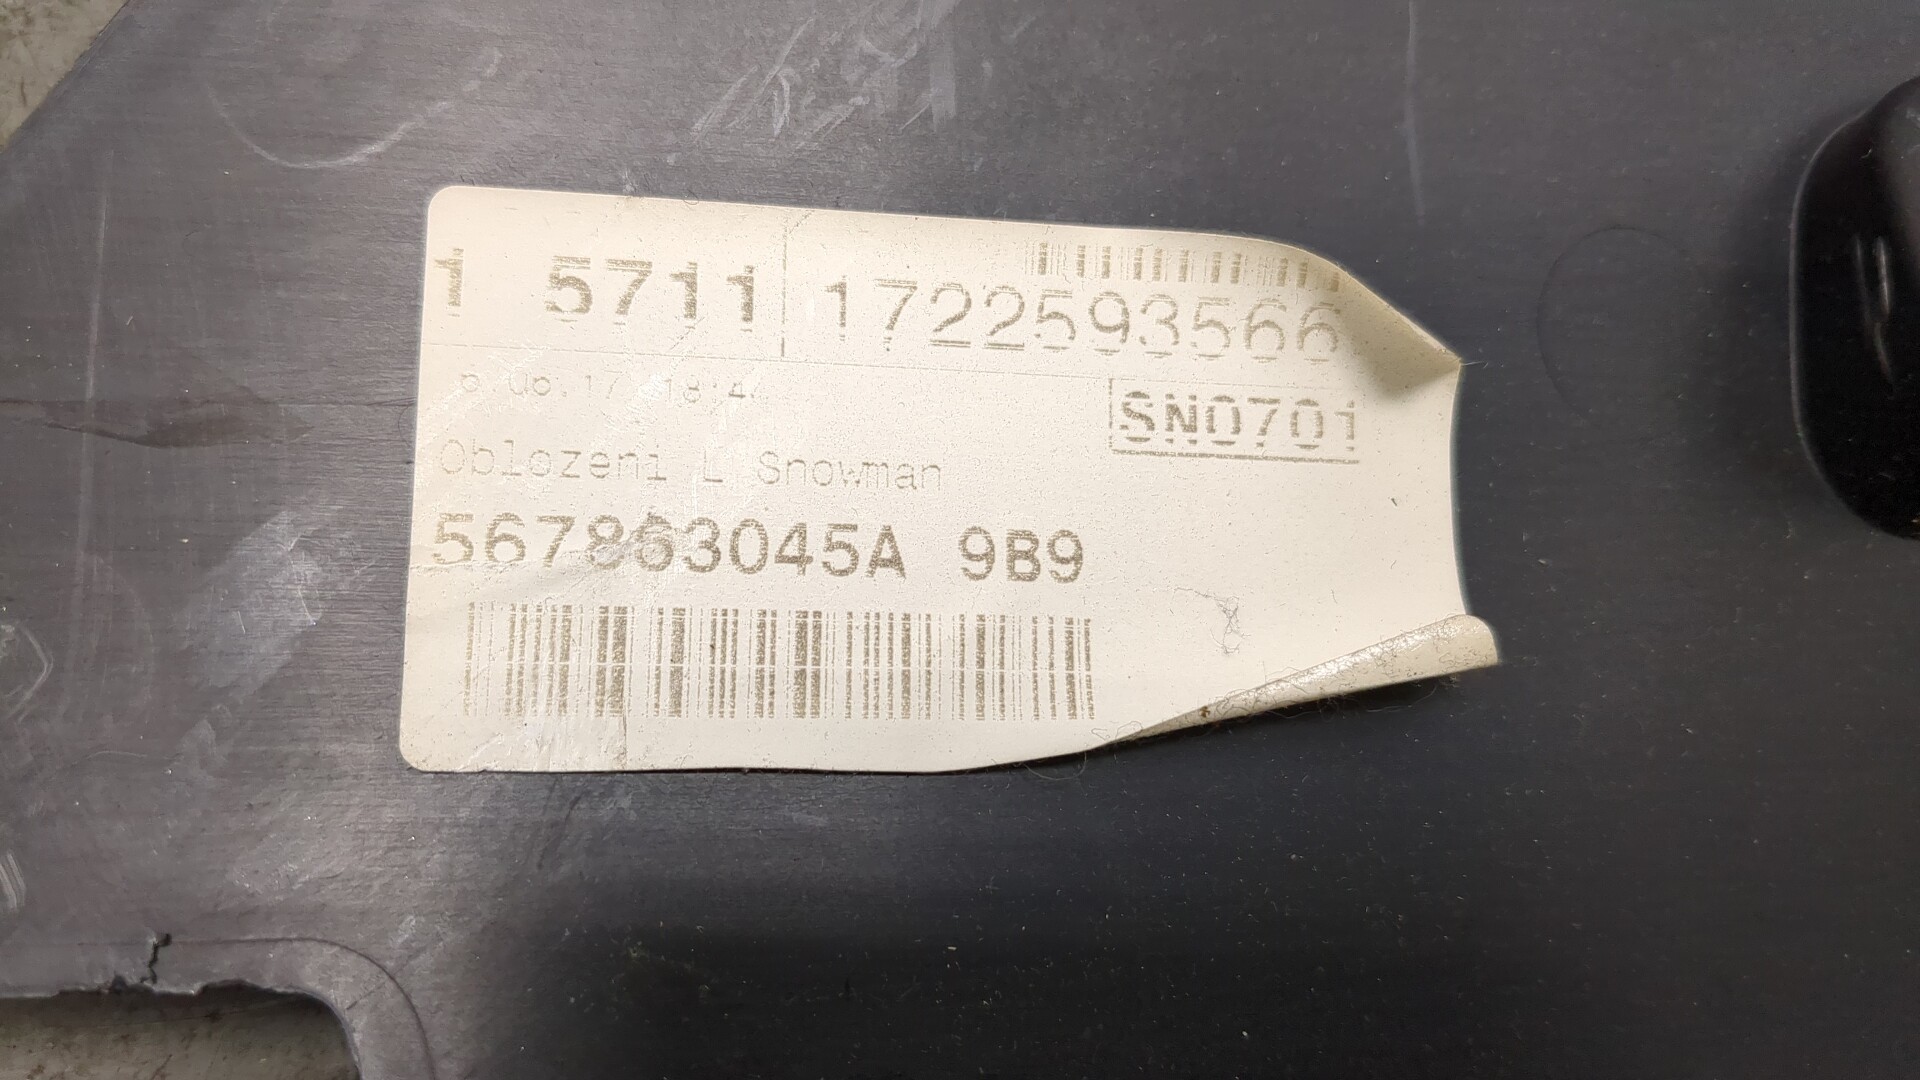 1 5711 1722593566
SN0701
Oblozeni L Snowman
567863045A 9B9